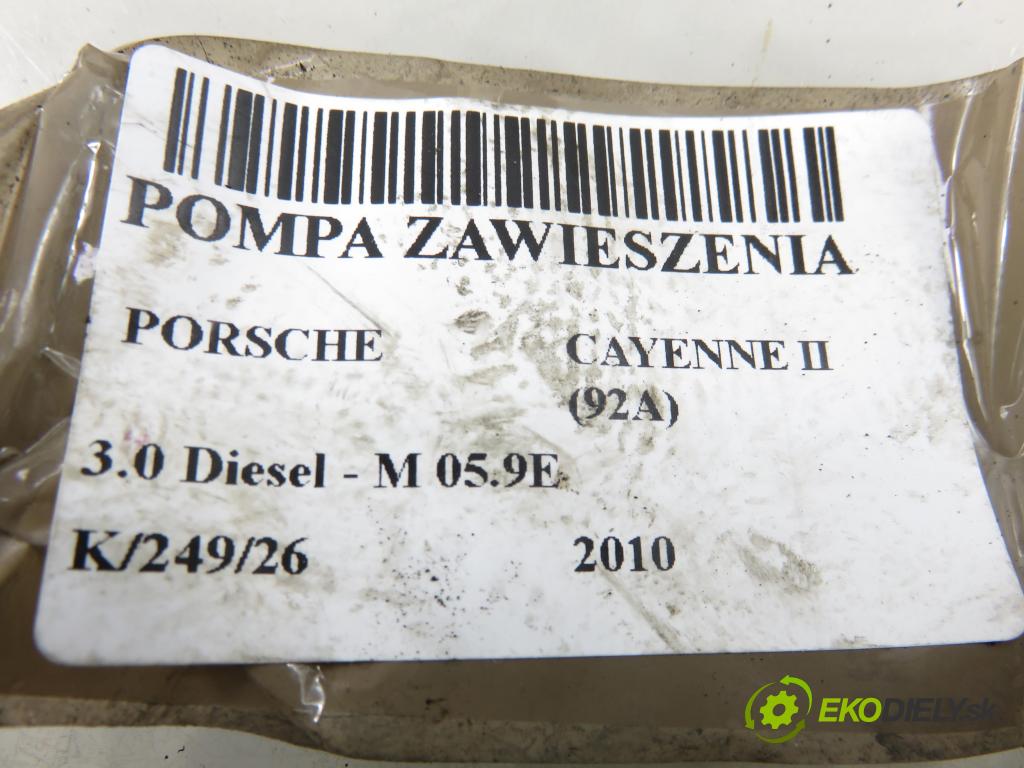 POMPA ZAWIESZENIA
PORSCHE CAYENNE II
(92A)
3.0 Diesel - M 05.9E
K/249/26 2010
EKODIELY.sk